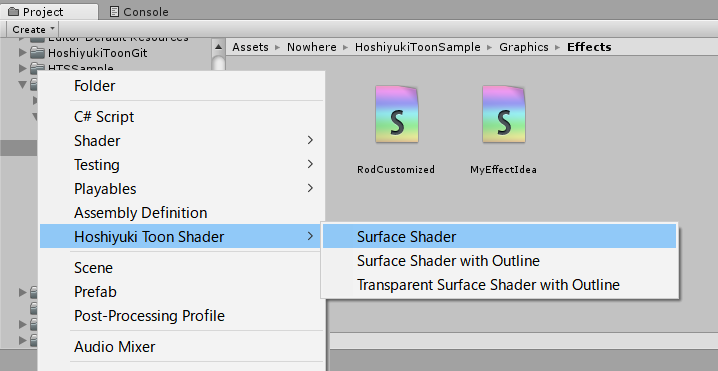 Project
Console
Create
Assets Nowhere HoshiyukiToonSample Graphics Effects
Editor Default Resources
HoshiyukiToonGit
HTSSample
Folder
C# Script
Shader
Testing
Playables
Assembly Definition
Hoshiyuki Toon Shader
Scene
Prefab
Post-Processing Profile
Audio Mixer
Surface Shader
Surface Shader with Outline
Transparent Surface Shader with Outline
RodCustomized
MyEffectIdea